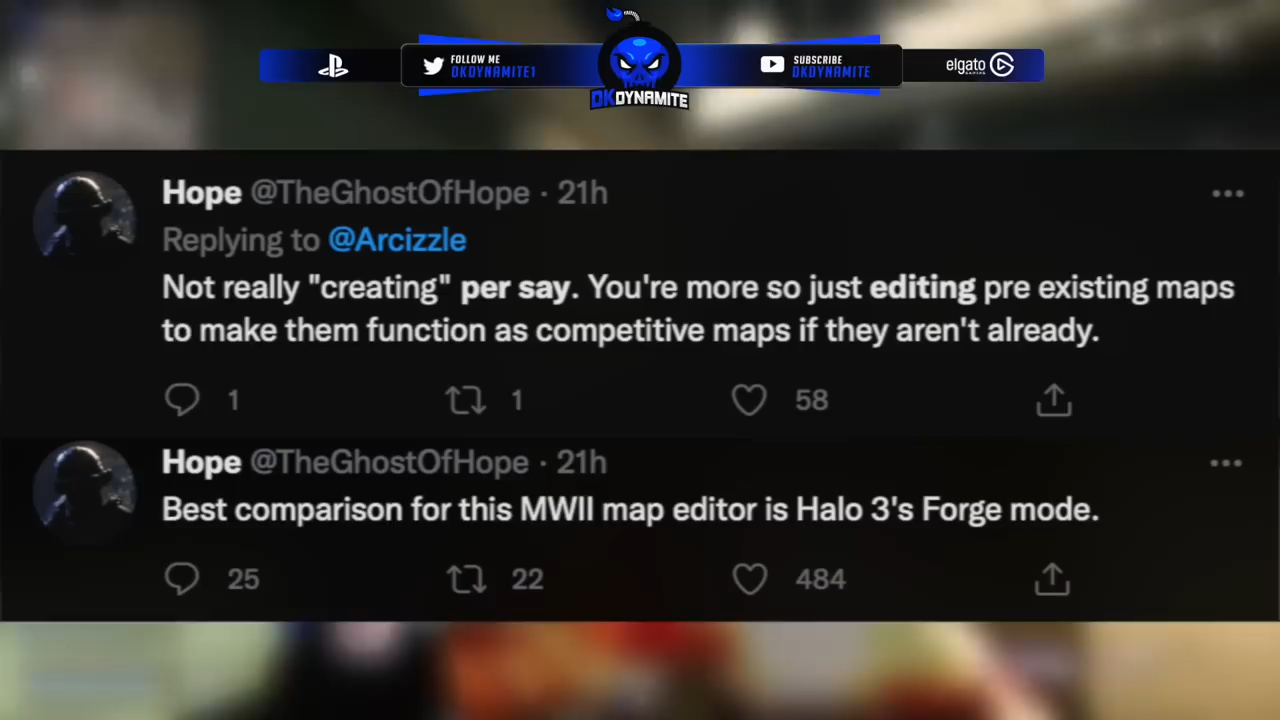 FOLLOW ME
DKDYNAMITE1
SUBSCRIBE
DKDYNAMITE
elgato
GAMING
DKDYNAMITE
Hope @TheGhostOfHope · 21h
Replying to @Arcizzle
Not really "creating" per say. You're more so just editing pre existing maps
to make them function as competitive maps if they aren't already.
1 1 58
Hope @TheGhostOfHope · 21h
Best comparison for this MWII map editor is Halo 3's Forge mode.
25 22 484